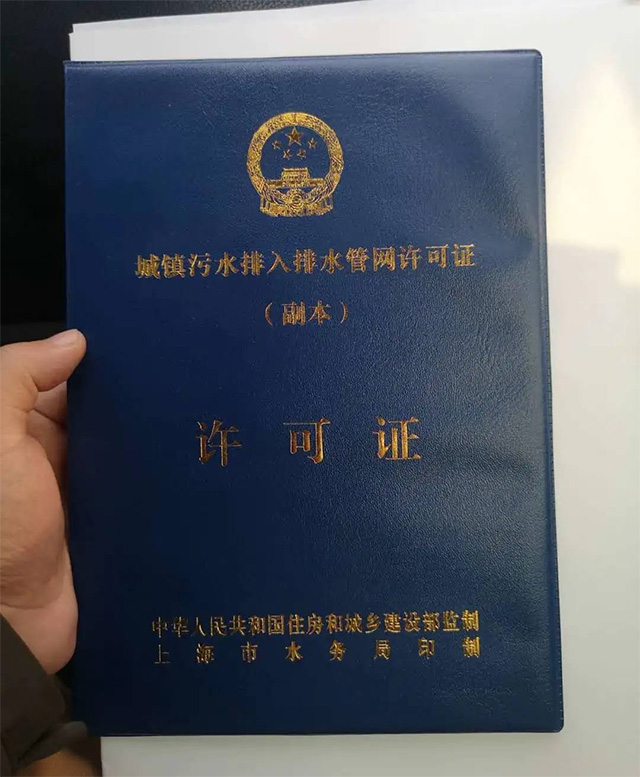 城镇污水排入排水管网许可证
（副本）
许可证
中华人民共和国住房和城乡建设部监制
上海市水务局印制